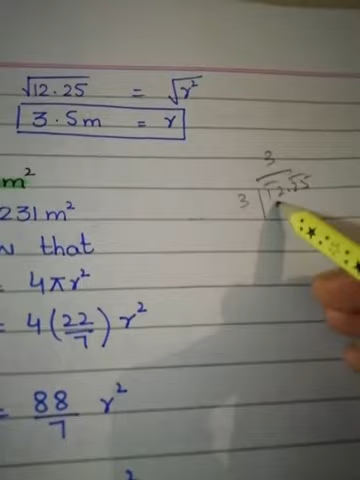 √12.25 = √r²
3.5m = r
m²
231 m²
that
= 4πr²
= 4(22/7) r²
= 88/7 r²
3
3 √12.25